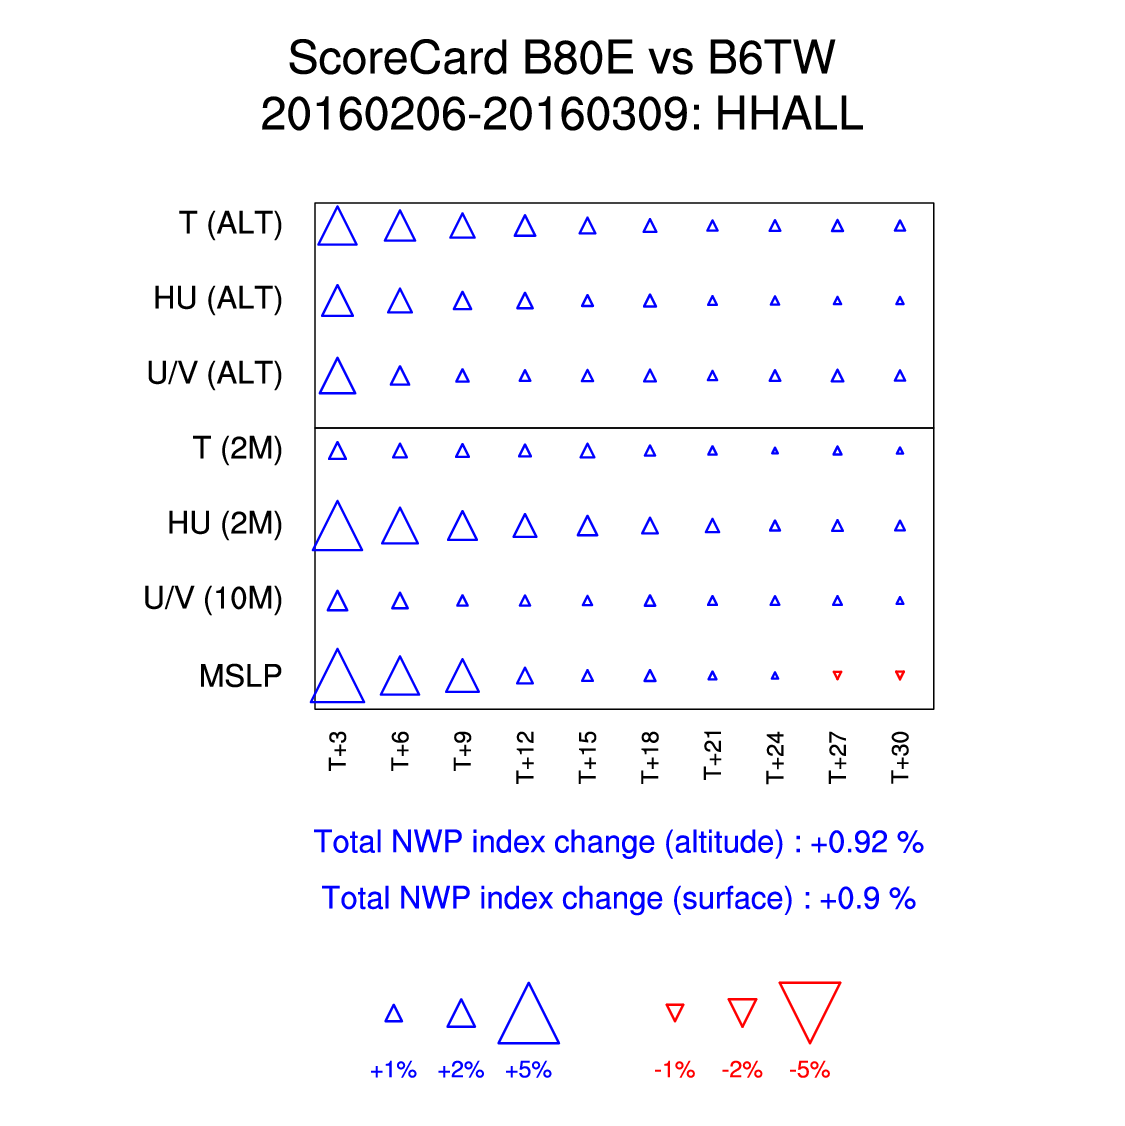 ScoreCard B80E vs B6TW
20160206-20160309: HHALL
T (ALT)
HU (ALT)
U/V (ALT)
T (2M)
HU (2M)
U/V (10M)
MSLP
T+3 T+6 T+9 T+12 T+15 T+18 T+21 T+24 T+27 T+30
Total NWP index change (altitude) : +0.92 %
Total NWP index change (surface) : +0.9 %
+1% +2% +5% -1% -2% -5%